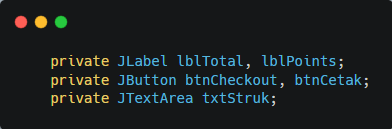 private JLabel lblTotal, lblPoints;
private JButton btnCheckout, btnCetak;
private JTextArea txtStruk;